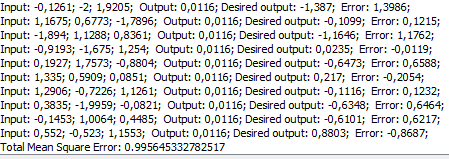 Input: -0,1261; -2; 1,9205; Output: 0,0116; Desired output: -1,387; Error: 1,3986;
Input: 1,1675; 0,6773; -1,7896; Output: 0,0116; Desired output: -0,1099; Error: 0,1215;
Input: -1,894; 1,1288; 0,8361; Output: 0,0116; Desired output: -1,1646; Error: 1,1762;
Input: -0,9193; -1,675; 1,254; Output: 0,0116; Desired output: 0,0235; Error: -0,0119;
Input: 0,1927; 1,7573; -0,8804; Output: 0,0116; Desired output: -0,6473; Error: 0,6588;
Input: 1,335; 0,5909; 0,0851; Output: 0,0116; Desired output: 0,217; Error: -0,2054;
Input: 1,2906; -0,7226; 1,1261; Output: 0,0116; Desired output: -0,1116; Error: 0,1232;
Input: 0,3835; -1,9959; -0,0821; Output: 0,0116; Desired output: -0,6348; Error: 0,6464;
Input: -0,1453; 1,0064; 0,4485; Output: 0,0116; Desired output: -0,6101; Error: 0,6217;
Input: 0,552; -0,523; 1,1553; Output: 0,0116; Desired output: 0,8803; Error: -0,8687;
Total Mean Square Error: 0.995645332782517